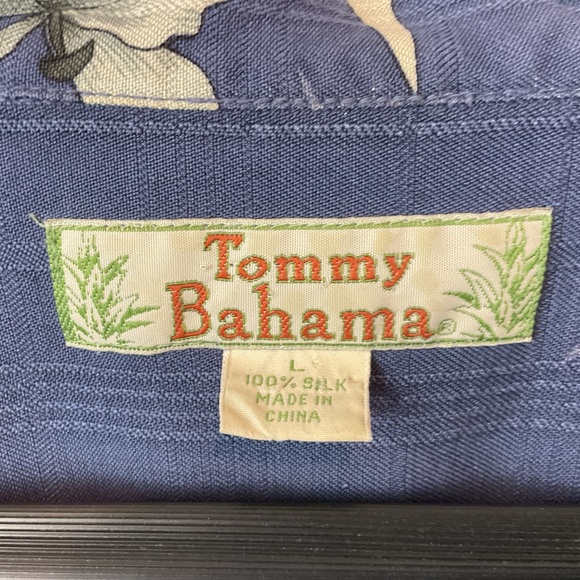 Tommy
Bahama®
L
100% SILK
MADE IN
CHINA